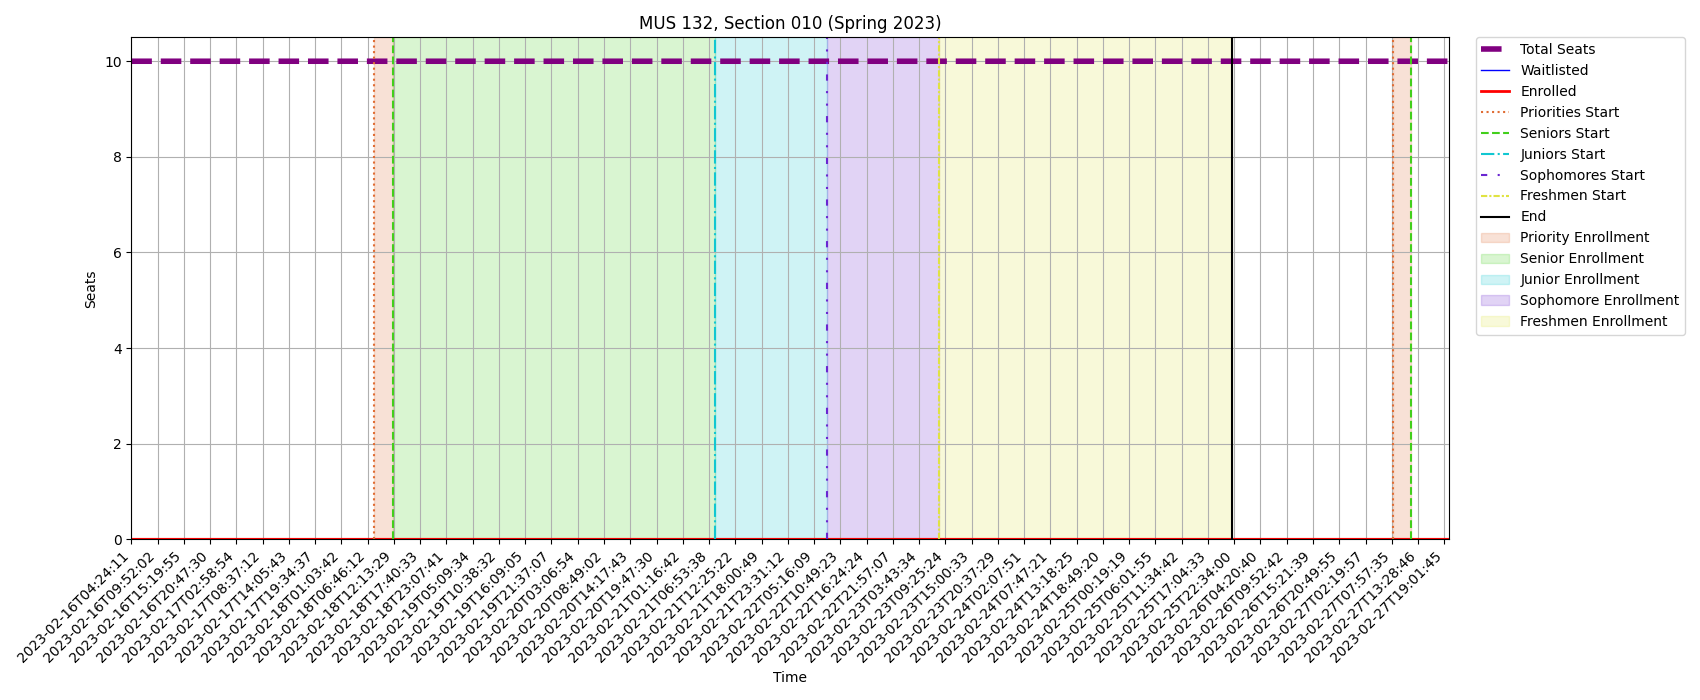 MUS 132, Section 010 (Spring 2023)
Seats
10
8
6
4
2
0
2023-02-16T04:24:11
2023-02-16T09:52:02
2023-02-16T15:19:55
2023-02-16T20:47:30
2023-02-17T02:58:54
2023-02-17T08:37:12
2023-02-17T14:05:43
2023-02-17T19:34:37
2023-02-18T01:03:42
2023-02-18T06:46:12
2023-02-18T12:13:29
2023-02-18T17:40:33
2023-02-18T23:07:41
2023-02-19T05:09:34
2023-02-19T10:38:32
2023-02-19T16:09:05
2023-02-19T21:37:07
2023-02-20T03:06:54
2023-02-20T08:49:02
2023-02-20T14:17:43
2023-02-20T19:47:30
2023-02-21T01:16:42
2023-02-21T06:53:38
2023-02-21T12:25:22
2023-02-21T18:00:49
2023-02-21T23:31:12
2023-02-22T05:16:09
2023-02-22T10:49:23
2023-02-22T16:24:24
2023-02-22T21:57:07
2023-02-23T03:43:34
2023-02-23T09:25:24
2023-02-23T15:00:33
2023-02-23T20:37:29
2023-02-24T02:07:51
2023-02-24T07:47:21
2023-02-24T13:18:25
2023-02-24T18:49:20
2023-02-25T00:19:19
2023-02-25T06:01:55
2023-02-25T11:34:42
2023-02-25T17:04:33
2023-02-25T22:34:00
2023-02-26T04:20:40
2023-02-26T09:52:42
2023-02-26T15:21:39
2023-02-26T20:49:55
2023-02-27T02:19:57
2023-02-27T07:57:35
2023-02-27T13:28:46
2023-02-27T19:01:45
Time
Total Seats
Waitlisted
Enrolled
Priorities Start
Seniors Start
Juniors Start
Sophomores Start
Freshmen Start
End
Priority Enrollment
Senior Enrollment
Junior Enrollment
Sophomore Enrollment
Freshmen Enrollment